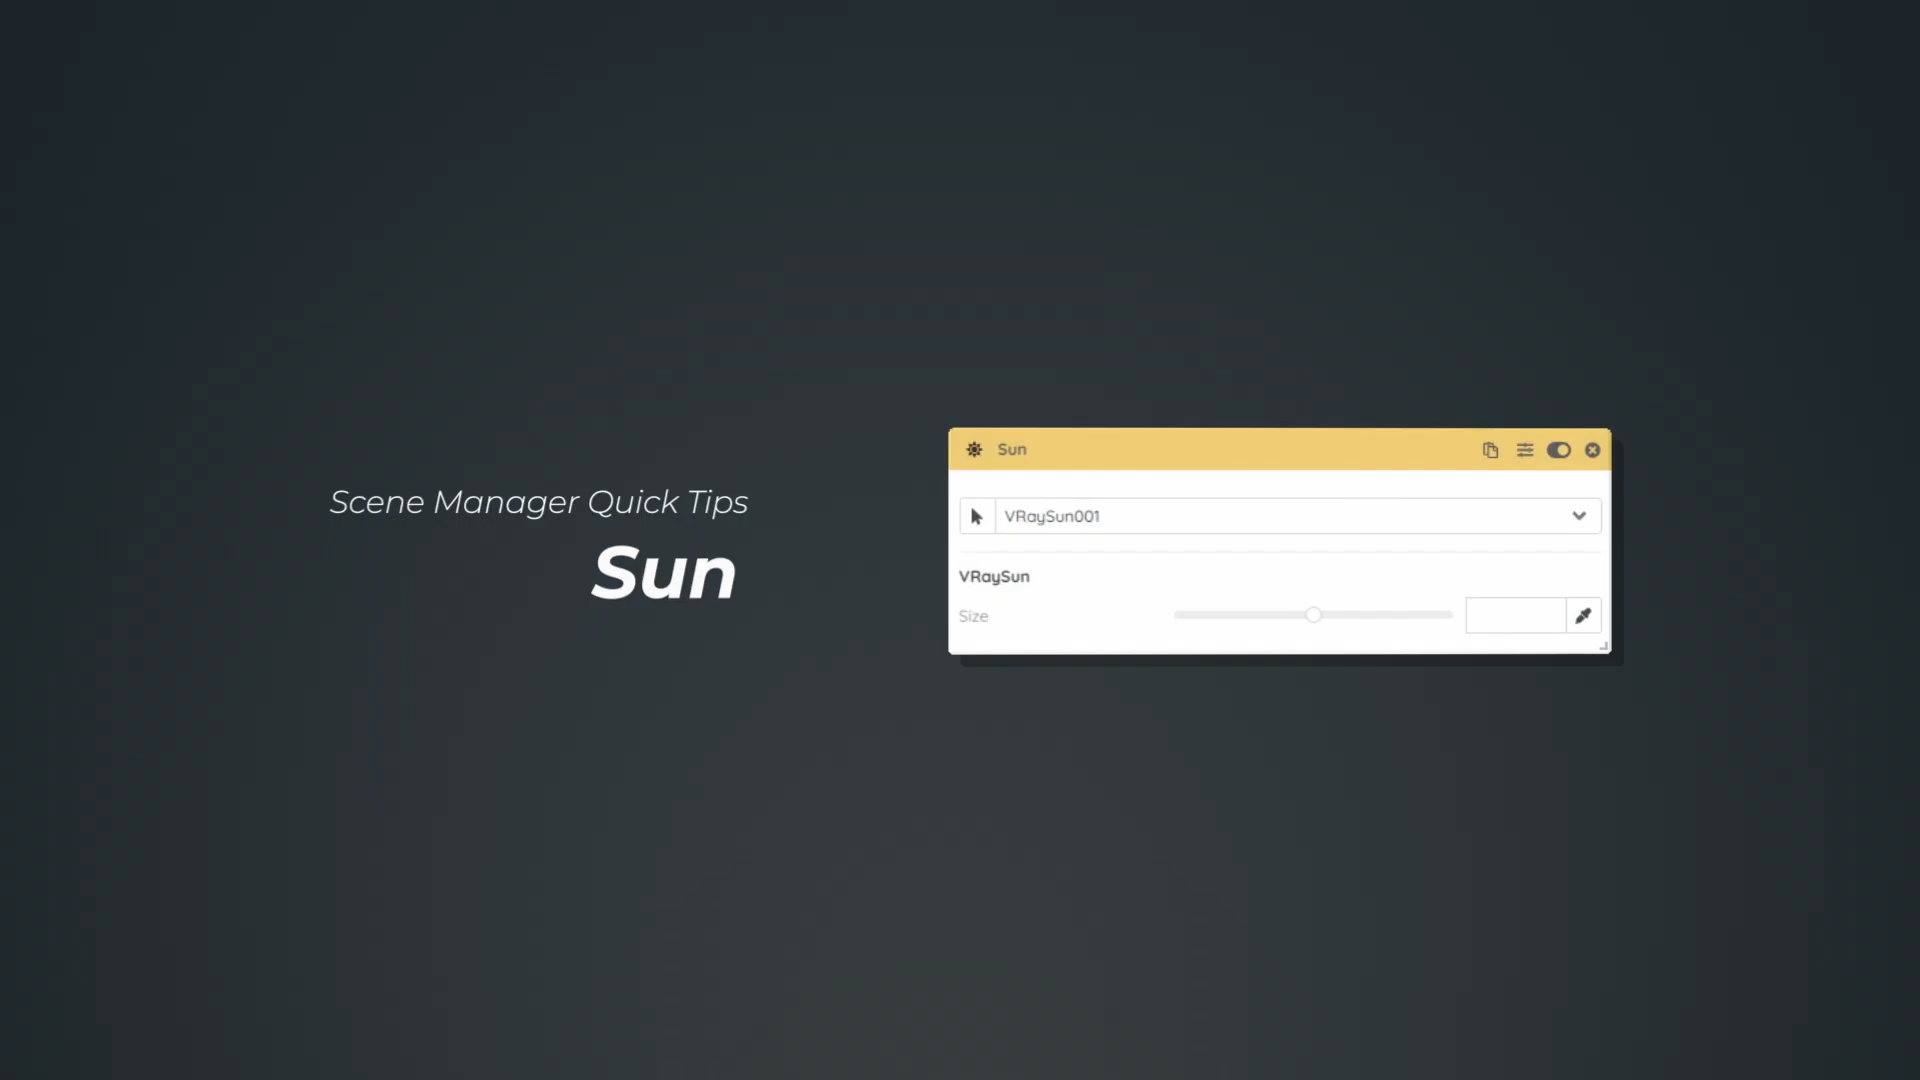 Scene Manager Quick Tips
Sun
Sun
VRaySun001
VRaySun
Size